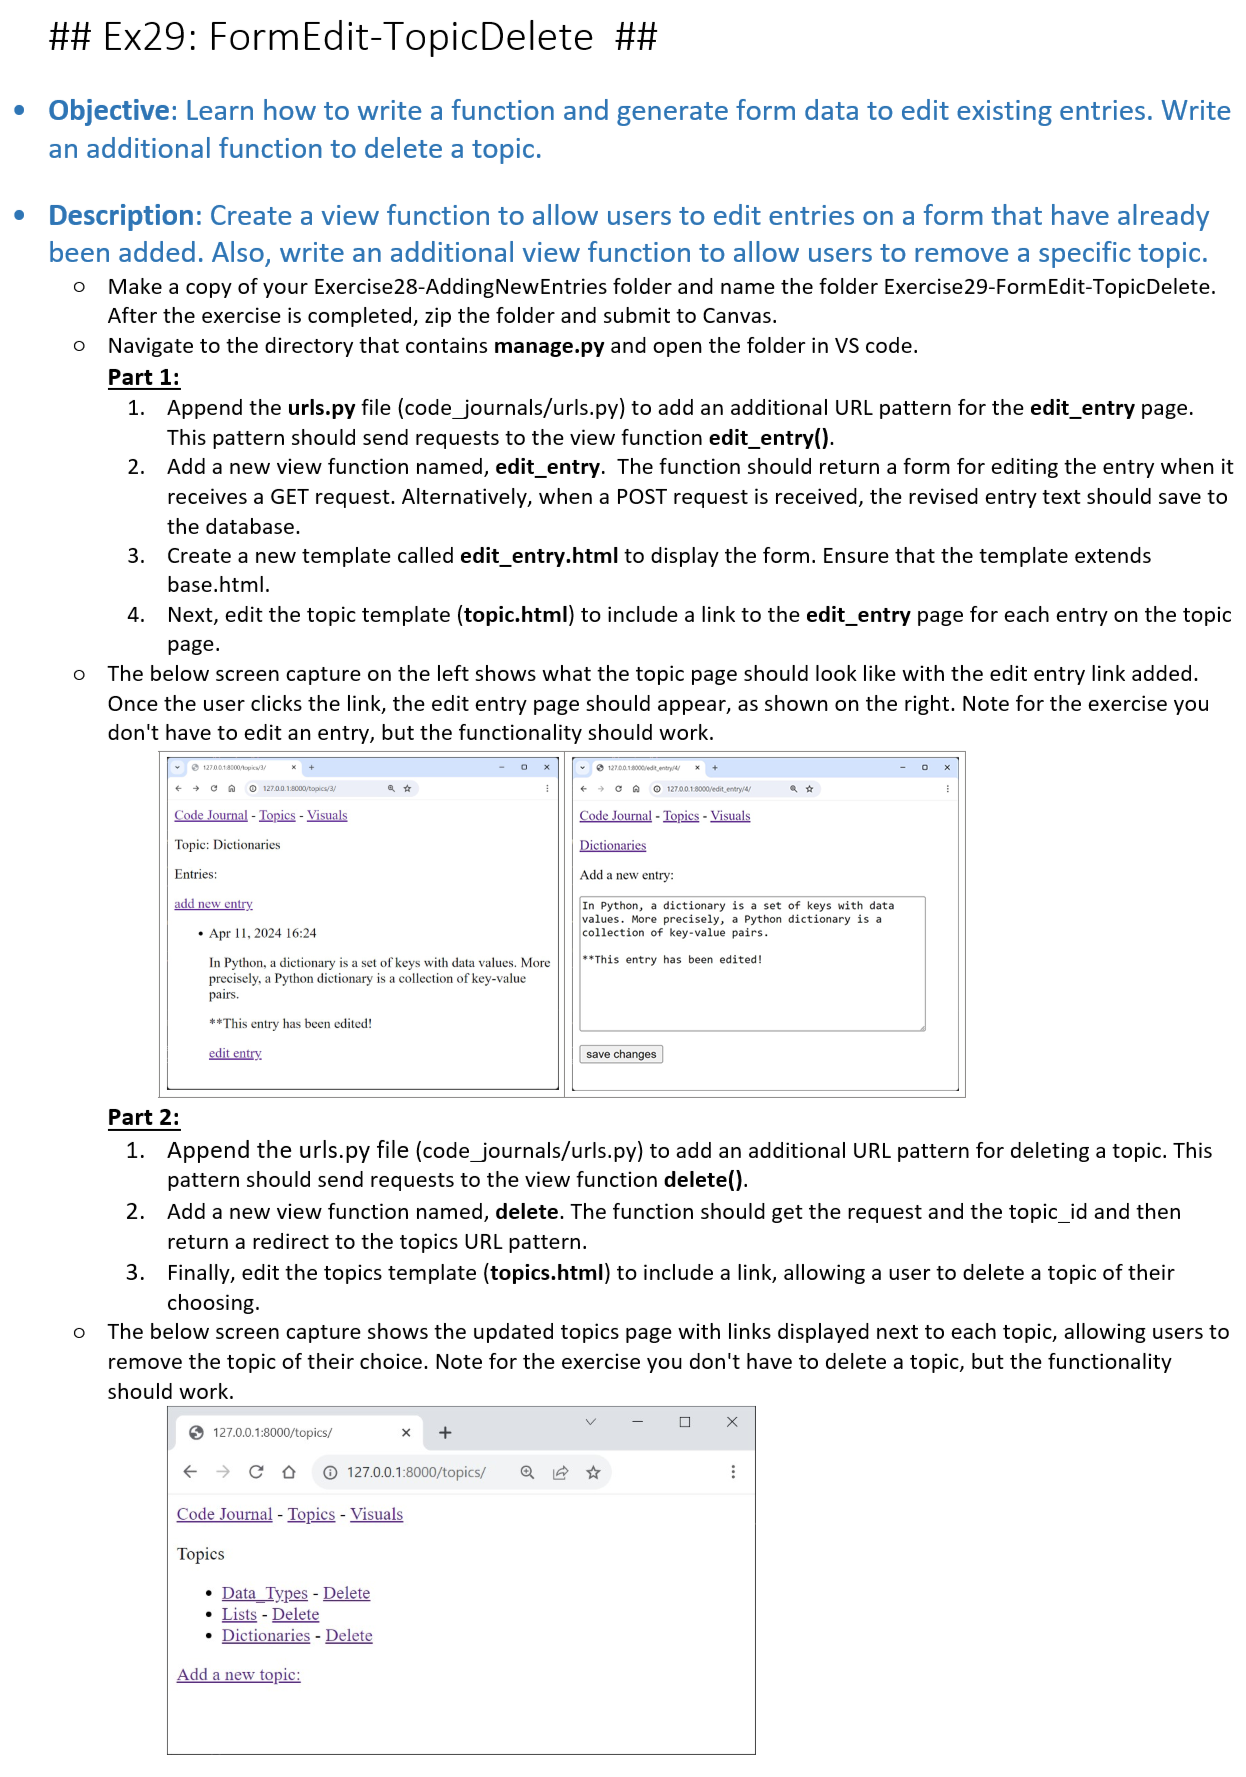 ## Ex29: FormEdit-TopicDelete ##
• Objective: Learn how to write a function and generate form data to edit existing entries. Write
an additional function to delete a topic.
• Description: Create a view function to allow users to edit entries on a form that have already
been added. Also, write an additional view function to allow users to remove a specific topic.
o Make a copy of your Exercise28-AddingNewEntries folder and name the folder Exercise29-FormEdit-TopicDelete.
After the exercise is completed, zip the folder and submit to Canvas.
o Navigate to the directory that contains manage.py and open the folder in VS code.
Part 1:
1. Append the urls.py file (code_journals/urls.py) to add an additional URL pattern for the edit_entry page.
This pattern should send requests to the view function edit_entry().
2. Add a new view function named, edit_entry. The function should return a form for editing the entry when it
receives a GET request. Alternatively, when a POST request is received, the revised entry text should save to
the database.
3. Create a new template called edit_entry.html to display the form. Ensure that the template extends
base.html.
4. Next, edit the topic template (topic.html) to include a link to the edit_entry page for each entry on the topic
page.
o The below screen capture on the left shows what the topic page should look like with the edit entry link added.
Once the user clicks the link, the edit entry page should appear, as shown on the right. Note for the exercise you
don't have to edit an entry, but the functionality should work.
127.0.0.1:8000/topics/3/
127.0.0.1:8000/topics/3/
Code Journal - Topics - Visuals
Topic: Dictionaries
Entries:
add new entry
• Apr 11, 2024 16:24
In Python, a dictionary is a set of keys with data values. More
precisely, a Python dictionary is a collection of key-value
pairs.
**This entry has been edited!
edit entry
127.0.0.1:8000/edit_entry/4/
127.0.0.1:8000/edit_entry/4/
Code Journal - Topics - Visuals
Dictionaries
Add a new entry:
In Python, a dictionary is a set of keys with data
values. More precisely, a Python dictionary is a
collection of key-value pairs.
**This entry has been edited!
save changes
Part 2:
1. Append the urls.py file (code_journals/urls.py) to add an additional URL pattern for deleting a topic. This
pattern should send requests to the view function delete().
2. Add a new view function named, delete. The function should get the request and the topic_id and then
return a redirect to the topics URL pattern.
3. Finally, edit the topics template (topics.html) to include a link, allowing a user to delete a topic of their
choosing.
o The below screen capture shows the updated topics page with links displayed next to each topic, allowing users to
remove the topic of their choice. Note for the exercise you don't have to delete a topic, but the functionality
should work.
127.0.0.1:8000/topics/
127.0.0.1:8000/topics/
Code Journal - Topics - Visuals
Topics
• Data_Types - Delete
• Lists - Delete
• Dictionaries - Delete
Add a new topic: